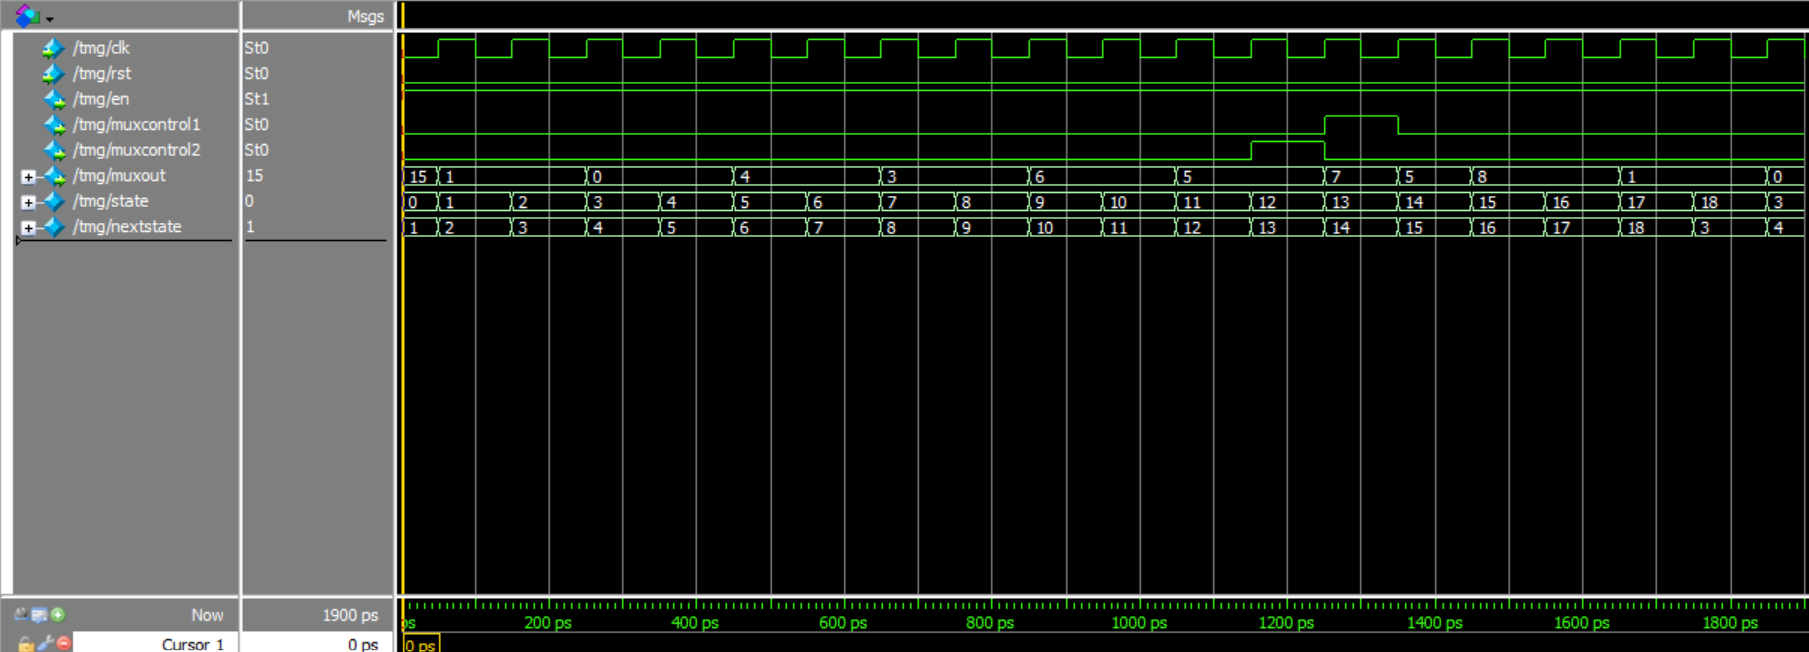 Msgs
/tmg/clk St0
/tmg/rst St0
/tmg/en St1
/tmg/muxcontrol1 St0
/tmg/muxcontrol2 St0
/tmg/muxout 15 15 1 0 4 3 6 5 7 5 8 1 0
/tmg/state 0 0 1 2 3 4 5 6 7 8 9 10 11 12 13 14 15 16 17 18 3
/tmg/nextstate 1 1 2 3 4 5 6 7 8 9 10 11 12 13 14 15 16 17 18 3 4
Now 1900 ps ps 200 ps 400 ps 600 ps 800 ps 1000 ps 1200 ps 1400 ps 1600 ps 1800 ps
Cursor 1 0 ps 0 ps